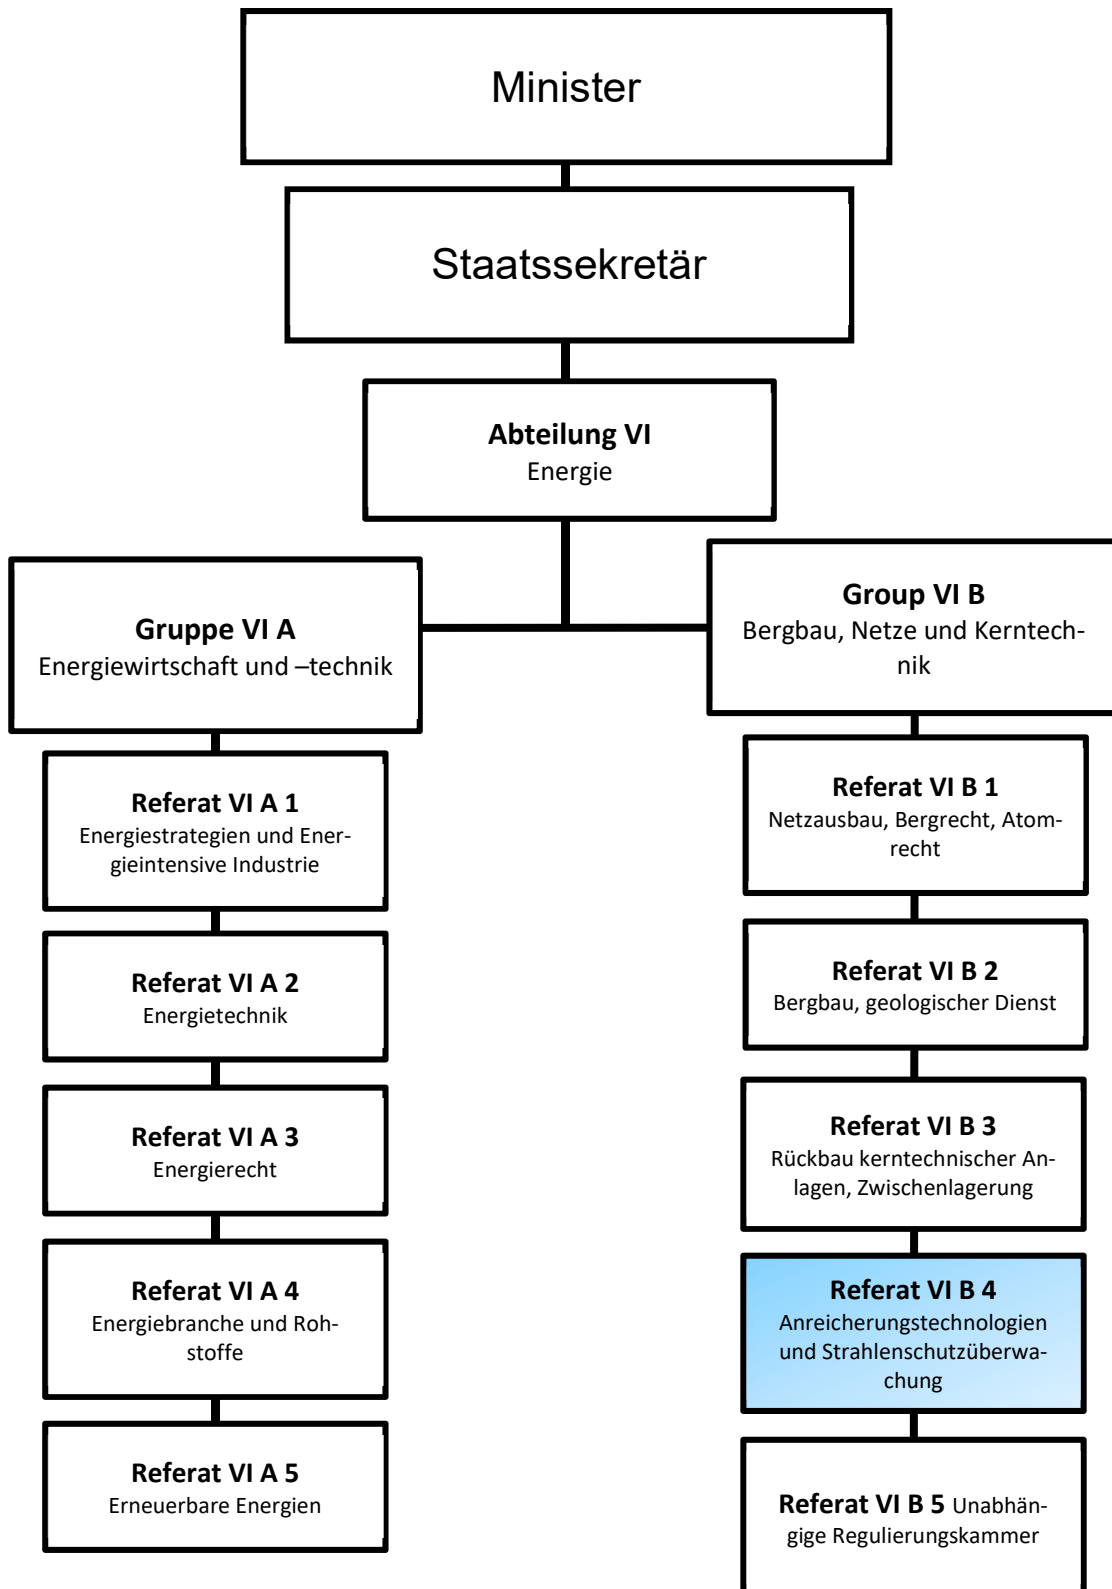 Minister
Staatssekretär
Abteilung VI
Energie
Gruppe VI A
Energiewirtschaft und –technik
Referat VI A 1
Energiestrategien und Ener-
gieintensive Industrie
Referat VI A 2
Energietechnik
Referat VI A 3
Energierecht
Referat VI A 4
Energiebranche und Roh-
stoffe
Referat VI A 5
Erneuerbare Energien
Group VI B
Bergbau, Netze und Kerntech-
nik
Referat VI B 1
Netzausbau, Bergrecht, Atom-
recht
Referat VI B 2
Bergbau, geologischer Dienst
Referat VI B 3
Rückbau kerntechnischer An-
lagen, Zwischenlagerung
Referat VI B 4
Anreicherungstechnologien
und Strahlenschutzüberwa-
chung
Referat VI B 5 Unabhän-
gige Regulierungskammer